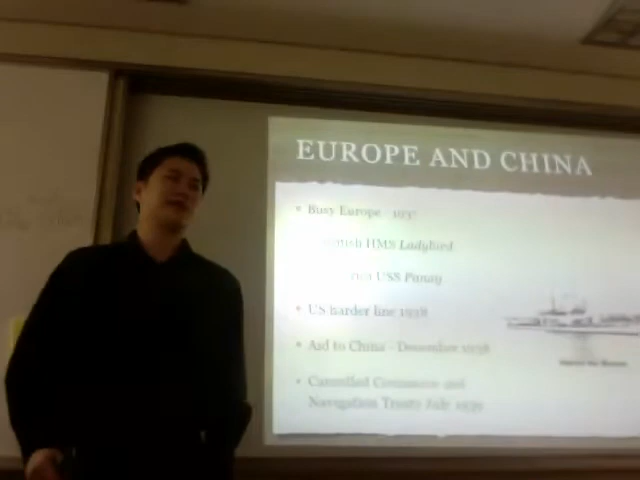 EUROPE AND CHINA
Busy Europe - 1937
HMS Ladybird
USS Panay
US harder line 1938
Aid to China - December 1938
Cancelled Commerce and
Navigation Treaty July 1939